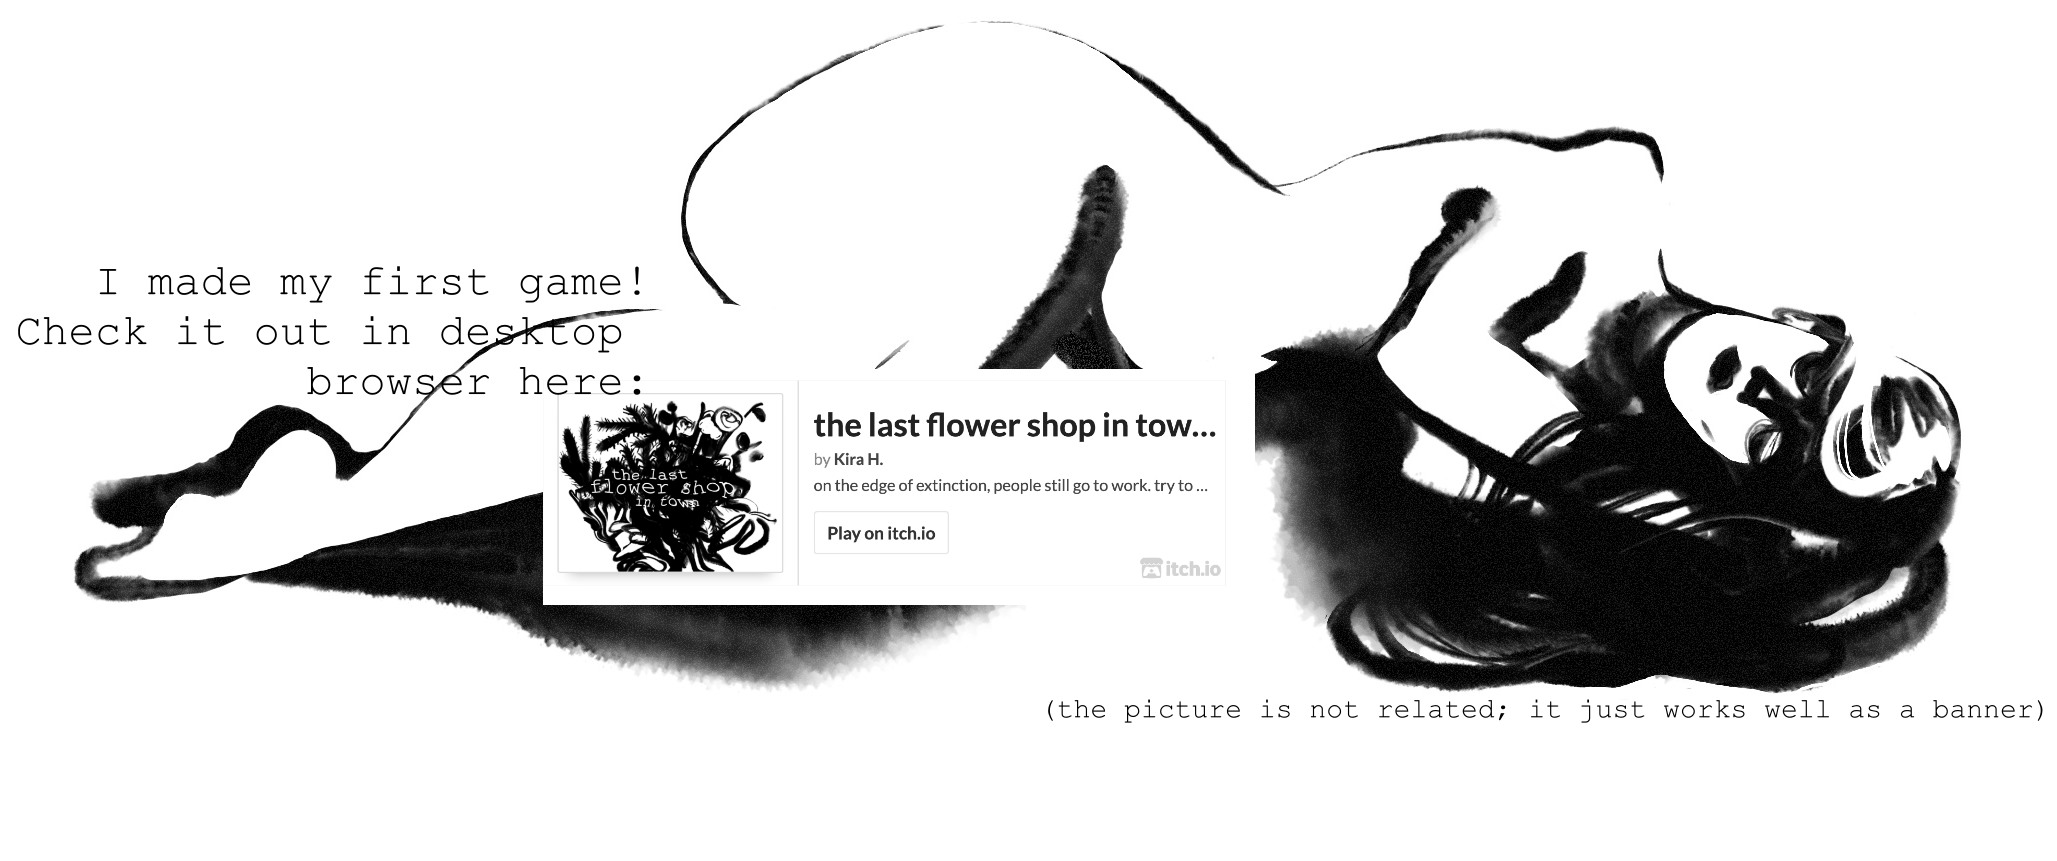 I made my first game!
Check it out in desktop
browser here:
the last
flower shop
in town
the last flower shop in tow...
by Kira H.
on the edge of extinction, people still go to work. try to ...
Play on itch.io
itch.io
(the picture is not related; it just works well as a banner)